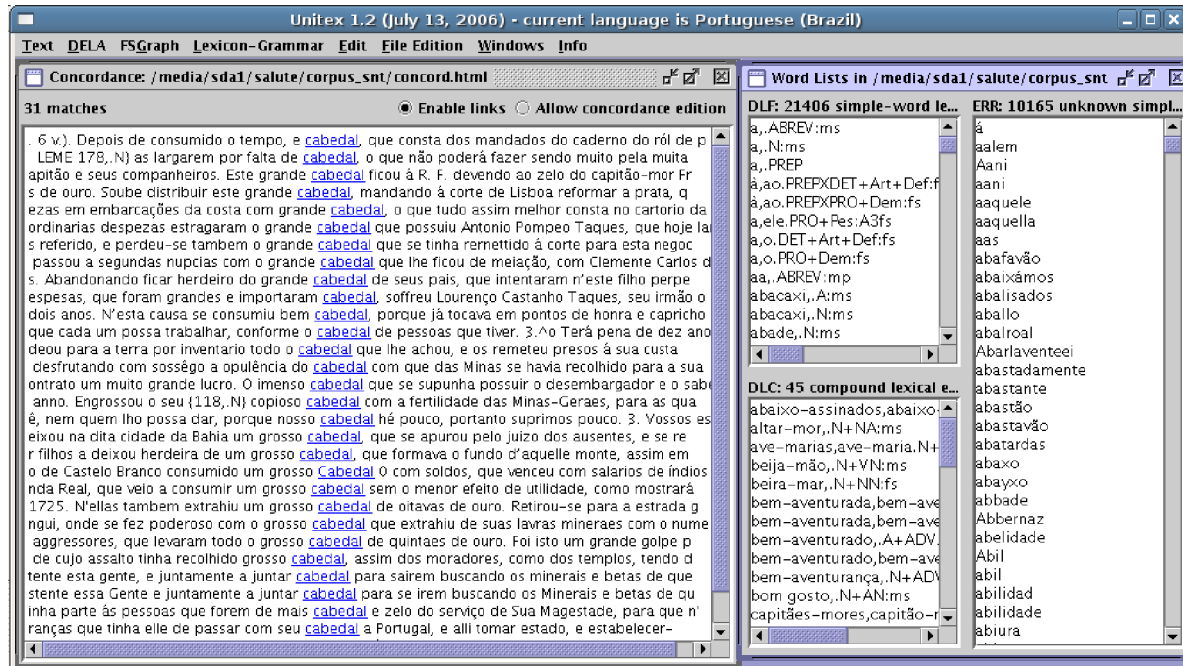 Unitex 1.2 (July 13, 2006) - current language is Portuguese (Brazil)
Text DELA FSGraph Lexicon-Grammar Edit File Edition Windows Info
Concordance: /media/sda1/salute/corpus_snt/concord.html
31 matches
Enable links Allow concordance edition
. 6 v.). Depois de consumido o tempo, e cabedal, que consta dos mandados do caderno do ról de p
LEME 178,.N} as largarem por falta de cabedal, o que não poderá fazer sendo muito pela muita
apitão e seus companheiros. Este grande cabedal ficou á R. F. devendo ao zelo do capitão-mor Fr
s de ouro. Soube distribuir este grande cabedal, mandando á corte de Lisboa reformar a prata, q
ezas em embarcações da costa com grande cabedal, o que tudo assim melhor consta no cartorio da
ordinarias despezas estragaram o grande cabedal que possuiu Antonio Pompeo Taques, que hoje lar
s referido, e perdeu-se tambem o grande cabedal que se tinha rernettido á corte para esta negoc
passou a segundas nupcias com o grande cabedal que lhe ficou de meiação, com Clemente Carlos d
s. Abandonando ficar herdeiro do grande cabedal de seus pais, que intentaram n'este filho perpe
espesas, que foram grandes e importaram cabedal, soffreu Lourenço Castanho Taques, seu irmão o
dois anos. N'esta causa se consumiu bem cabedal, porque já tocava em pontos de honra e capricho
que cada um possa trabalhar, conforme o cabedal de pessoas que tiver. 3.^o Terá pena de dez ano
deou para a terra por inventario todo o cabedal que lhe achou, e os remeteu presos á sua custa
desfrutando com sossêgo a opulência do cabedal com que das Minas se havia recolhido para a sua
ontrato um muito grande lucro. O imenso cabedal que se supunha possuir o desembargador e o sabe
anno. Engrossou o seu {118,.N} copioso cabedal com a fertilidade das Minas-Geraes, para as qua
ê, nem quem lho possa dar, porque nosso cabedal hé pouco, portanto suprimos pouco. 3. Vossos es
eixou na dita cidade da Bahia um grosso cabedal, que se apurou pelo juizo dos ausentes, e se re
r filhos a deixou herdeira de um grosso cabedal, que formava o fundo d'aquelle monte, assim em
o de Castelo Branco consumido um grosso Cabedal O com soldos, que venceu com salarios de índios
nda Real, que veio a consumir um grosso cabedal sem o menor efeito de utilidade, como mostrará
1725. N'ellas tambem extrahiu um grosso cabedal de oitavas de ouro. Retirou-se para a estrada g
ngui, onde se fez poderoso com o grosso cabedal que extrahiu de suas lavras mineraes com o nume
aggressores, que levaram todo o grosso cabedal de quintaes de ouro. Foi isto um grande golpe p
de cujo assalto tinha recolhido grosso cabedal, assim dos moradores, como dos templos, tendo d
tente esta gente, e juntamente a juntar cabedal para sairem buscando os minerais e betas de que
stente essa Gente e juntamente a juntar cabedal para se irem buscando os Minerais e betas de qu
inha parte ás pessoas que forem de mais cabedal e zelo do serviço de Sua Magestade, para que n'
ranças que tinha elle de passar com seu cabedal a Portugal, e alli tomar estado, e estabelecer-
Word Lists in /media/sda1/salute/corpus_snt
DLF: 21406 simple-word le...
a,.ABREV:ms
a,.N:ms
a,.PREP
à,ao.PREPXDET+Art+Def:f
à,ao.PREPXPRO+Dem:fs
a,ele.PRO+Pes:A3fs
a,o.DET+Art+Def:fs
a,o.PRO+Dem:fs
aa,.ABREV:mp
abacaxi,.A:ms
abacaxi,.N:ms
abade,.N:ms
DLC: 45 compound lexical e...
abaixo-assinados,abaixo-
altar-mor,.N+NA:ms
ave-marias,ave-maria.N+
beija-mão,.N+VN:ms
beira-mar,.N+NN:fs
bem-aventurada,bem-ave
bem-aventurada,bem-ave
bem-aventurado,.A+ADV.
bem-aventurado,bem-ave
bem-aventurança,.N+ADV
bom gosto,.N+AN:ms
capitães-mores,capitão-r
ERR: 10165 unknown simpl...
á
aalem
Aani
aani
aaquele
aaquella
aas
abafavão
abaixámos
abalisados
aballo
abalroal
Abarlaventeei
abastadamente
abastante
abastão
abastavão
abatardas
abaxo
abayxo
abbade
Abbernaz
abelidade
Abil
abil
abilidad
abilidade
abiura